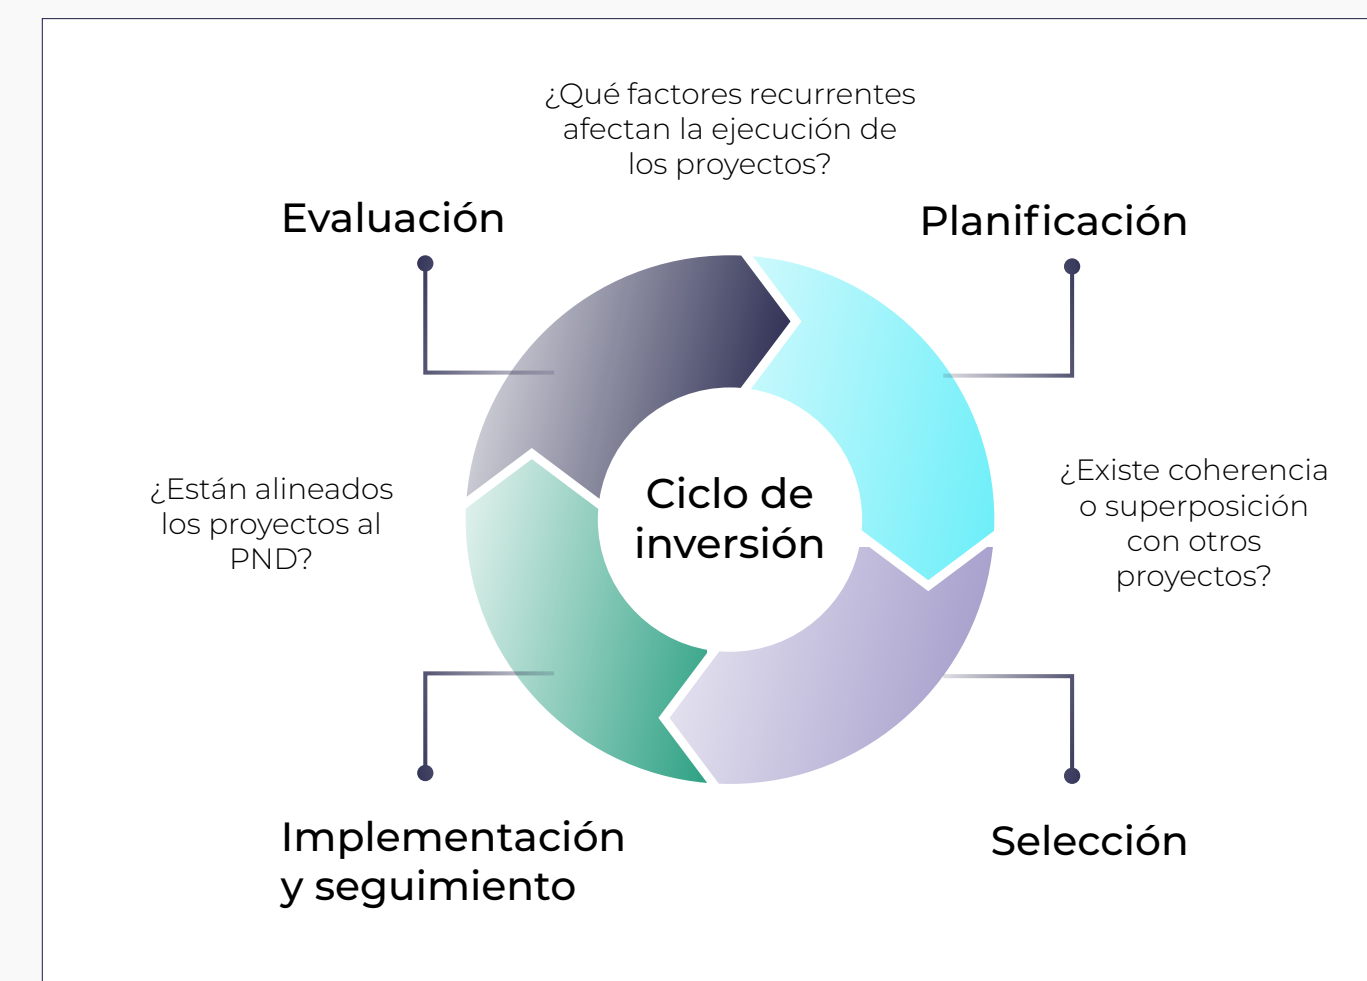 ¿Qué factores recurrentes
afectan la ejecución de
los proyectos?
Evaluación
Planificación
¿Están alineados
los proyectos al
PND?
Ciclo de
inversión
¿Existe coherencia
o superposición
con otros
proyectos?
Implementación
y seguimiento
Selección